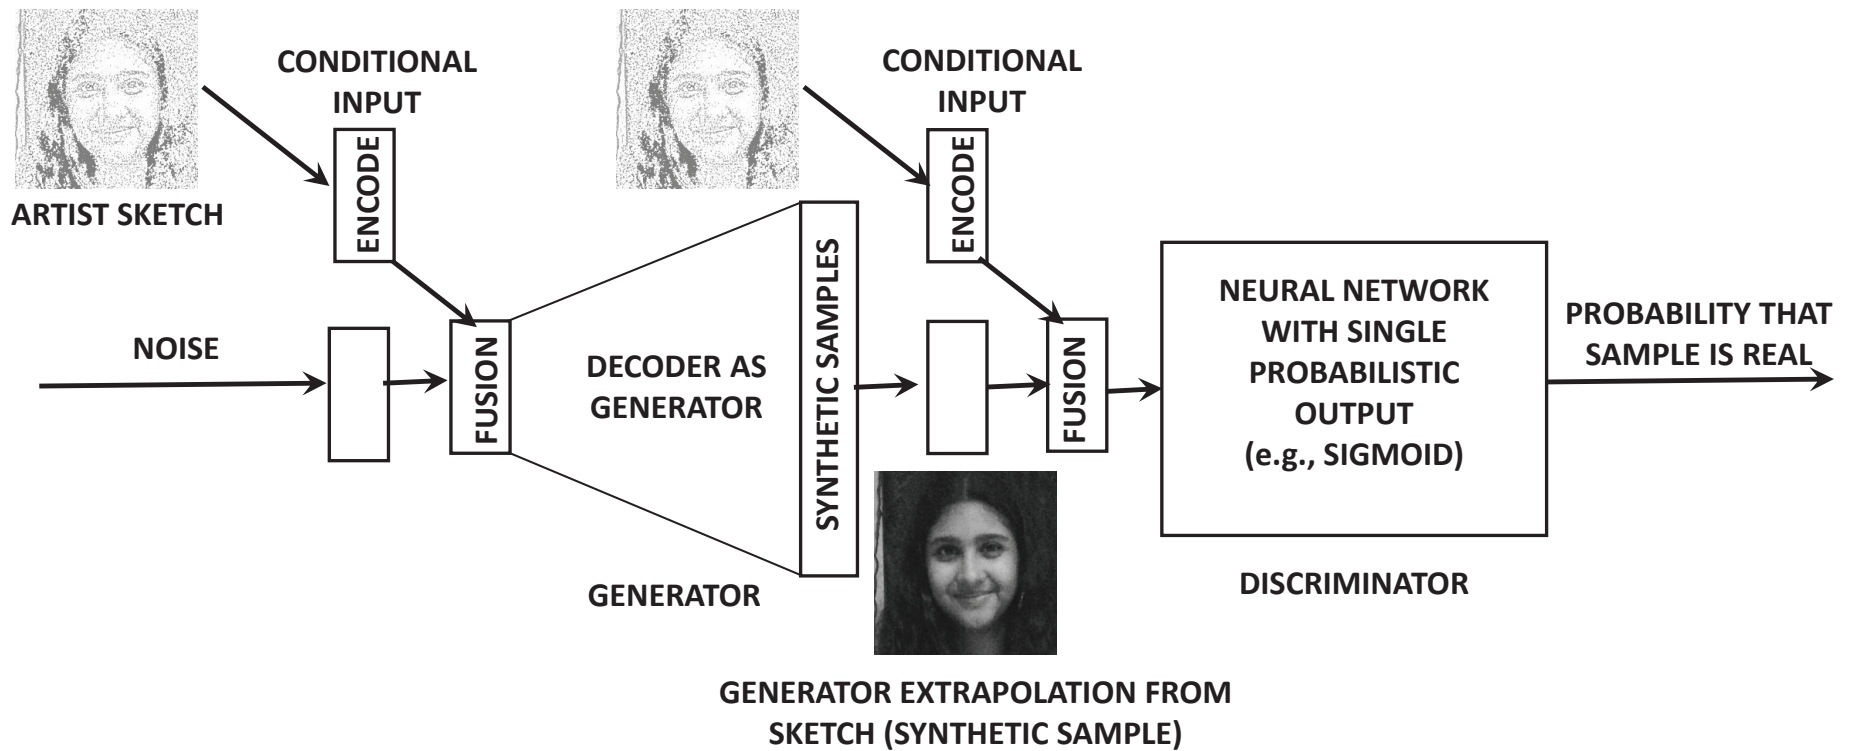 CONDITIONAL
INPUT
ENCODE
ARTIST SKETCH
NOISE
FUSION
DECODER AS
GENERATOR
SYNTHETIC SAMPLES
GENERATOR
CONDITIONAL
INPUT
ENCODE
FUSION
NEURAL NETWORK
WITH SINGLE
PROBABILISTIC
OUTPUT
(e.g., SIGMOID)
DISCRIMINATOR
PROBABILITY THAT
SAMPLE IS REAL
GENERATOR EXTRAPOLATION FROM
SKETCH (SYNTHETIC SAMPLE)